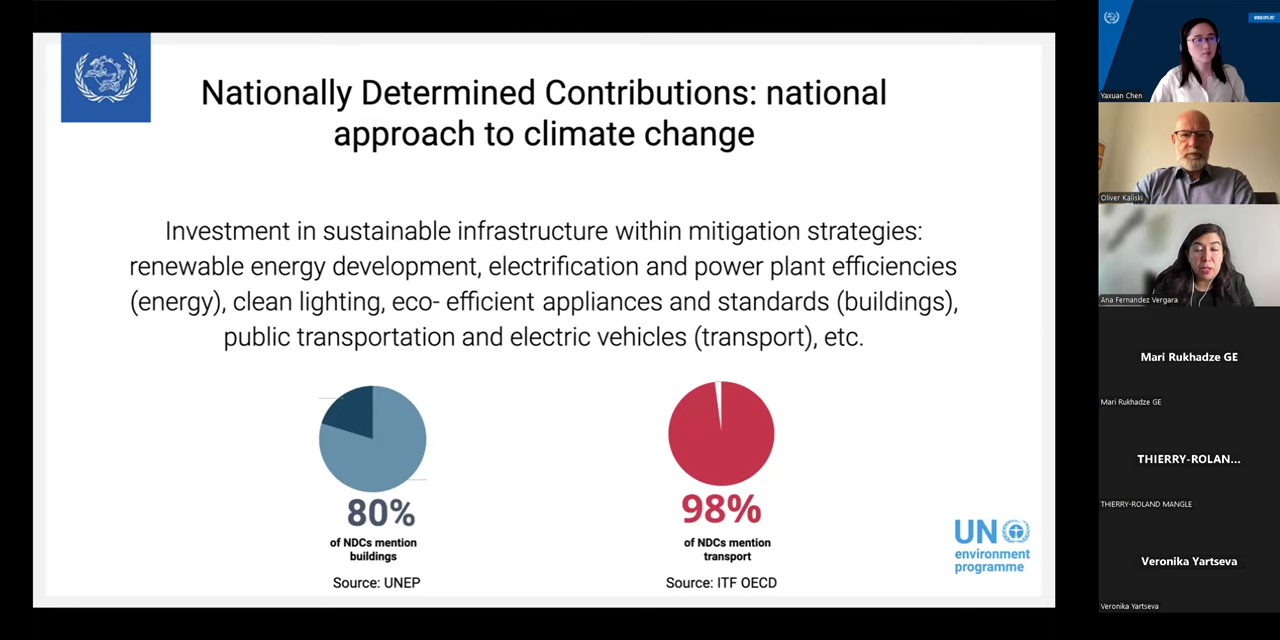 Nationally Determined Contributions: national
approach to climate change
Investment in sustainable infrastructure within mitigation strategies:
renewable energy development, electrification and power plant efficiencies
(energy), clean lighting, eco- efficient appliances and standards (buildings),
public transportation and electric vehicles (transport), etc.
80%
of NDCs mention
buildings
Source: UNEP
98%
of NDCs mention
transport
Source: ITF OECD
UN
environment
programme
WWW.UPU.INT
Yaxuan Chen
Oliver Kaliski
Ana Fernandez Vergara
Mari Rukhadze GE
Mari Rukhadze GE
THIERRY-ROLAN...
THIERRY-ROLAND MANGLE
Veronika Yartseva
Veronika Yartseva